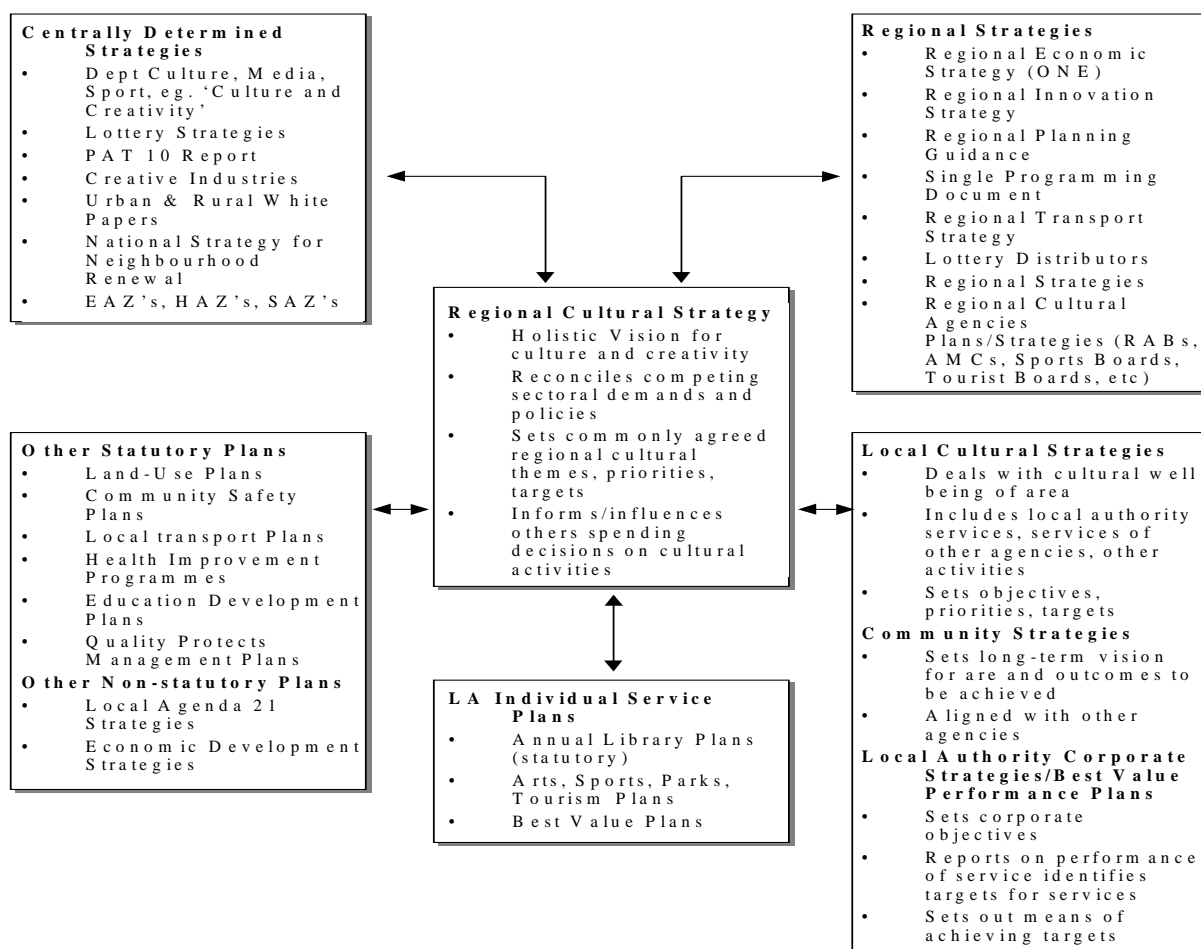 Centrally Determined
Strategies
• Dept Culture, Media,
Sport, eg. ‘Culture and
Creativity’
• Lottery Strategies
• PAT 10 Report
• Creative Industries
• Urban & Rural White
Papers
• National Strategy for
Neighbourhood
Renewal
• EAZ’s, HAZ’s, SAZ’s
Regional Strategies
• Regional Economic
Strategy (ONE)
• Regional Innovation
Strategy
• Regional Planning
Guidance
• Single Programming
Document
• Regional Transport
Strategy
• Lottery Distributors
• Regional Strategies
• Regional Cultural
Agencies
Plans/Strategies (RABs,
AMCs, Sports Boards,
Tourist Boards, etc)
Regional Cultural Strategy
• Holistic Vision for
culture and creativity
• Reconciles competing
sectoral demands and
policies
• Sets commonly agreed
regional cultural
themes, priorities,
targets
• Informs/influences
others spending
decisions on cultural
activities
Other Statutory Plans
• Land-Use Plans
• Community Safety
Plans
• Local transport Plans
• Health Improvement
Programmes
• Education Development
Plans
• Quality Protects
Management Plans
Other Non-statutory Plans
• Local Agenda 21
Strategies
• Economic Development
Strategies
Local Cultural Strategies
• Deals with cultural well
being of area
• Includes local authority
services, services of
other agencies, other
activities
• Sets objectives,
priorities, targets
Community Strategies
• Sets long-term vision
for are and outcomes to
be achieved
• Aligned with other
agencies
Local Authority Corporate
Strategies/Best Value
Performance Plans
• Sets corporate
objectives
• Reports on performance
of service identifies
targets for services
• Sets out means of
achieving targets
LA Individual Service
Plans
• Annual Library Plans
(statutory)
• Arts, Sports, Parks,
Tourism Plans
• Best Value Plans